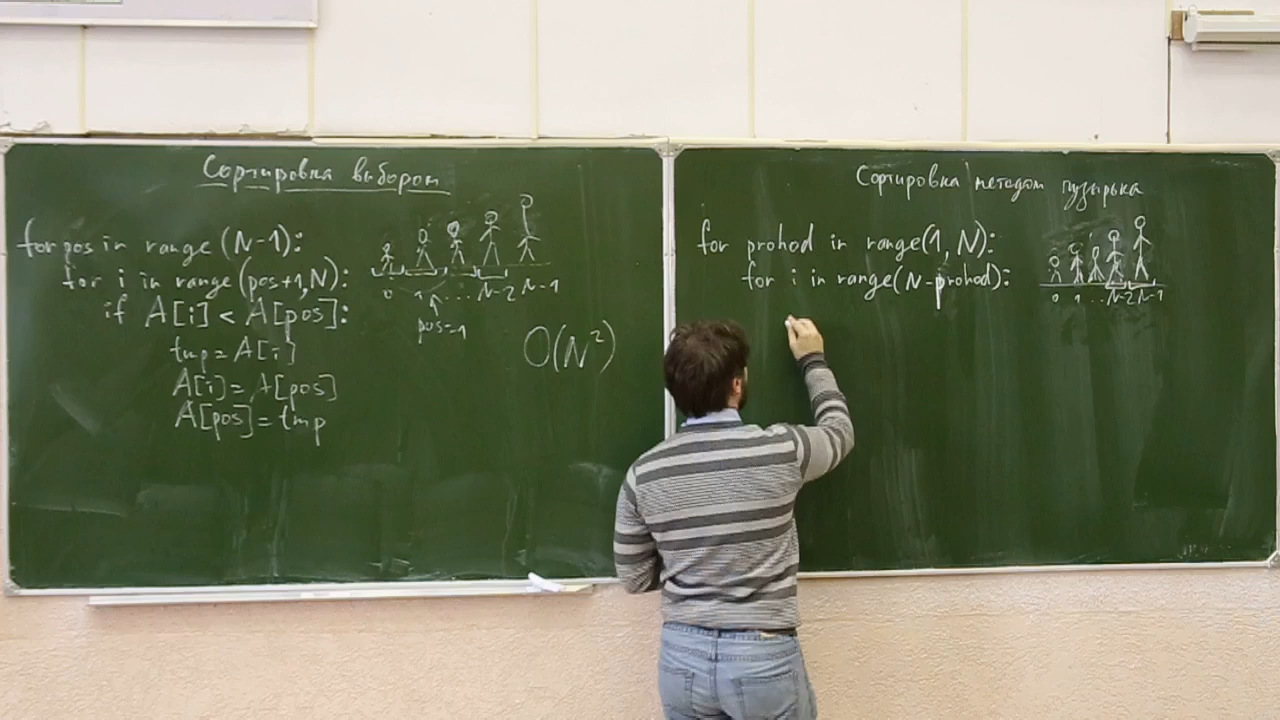 Сортировка выбором
for pos in range (N-1):
for i in range (pos+1, N):
if A[i] < A[pos]:
tmp = A[i]
A[i] = A[pos]
A[pos] = tmp
0 1 ... N-2 N-1
pos=1
O(N²)
Сортировка методом пузырька
for prohod in range(1, N):
for i in range(N-prohod):
0 1 ... N-2 N-1